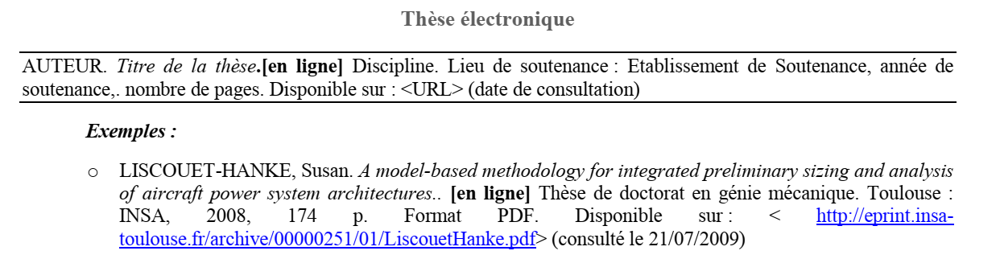 Thèse électronique
AUTEUR. Titre de la thèse.[en ligne] Discipline. Lieu de soutenance : Etablissement de Soutenance, année de
soutenance,. nombre de pages. Disponible sur : <URL> (date de consultation)
Exemples :
o LISCOUET-HANKE, Susan. A model-based methodology for integrated preliminary sizing and analysis
of aircraft power system architectures.. [en ligne] Thèse de doctorat en génie mécanique. Toulouse :
INSA, 2008, 174 p. Format PDF. Disponible sur : < http://eprint.insa-
toulouse.fr/archive/00000251/01/LiscouetHanke.pdf> (consulté le 21/07/2009)